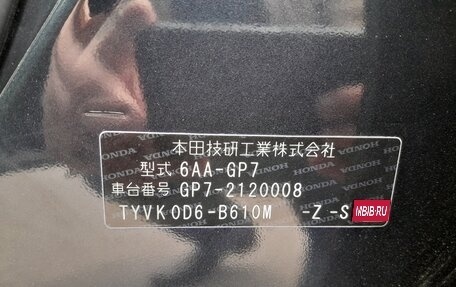 本田技研工業株式会社
型式 6AA-GP7
車台番号 GP7-2120008
TYVK0D6-B610M -Z -S
MBIB.RU